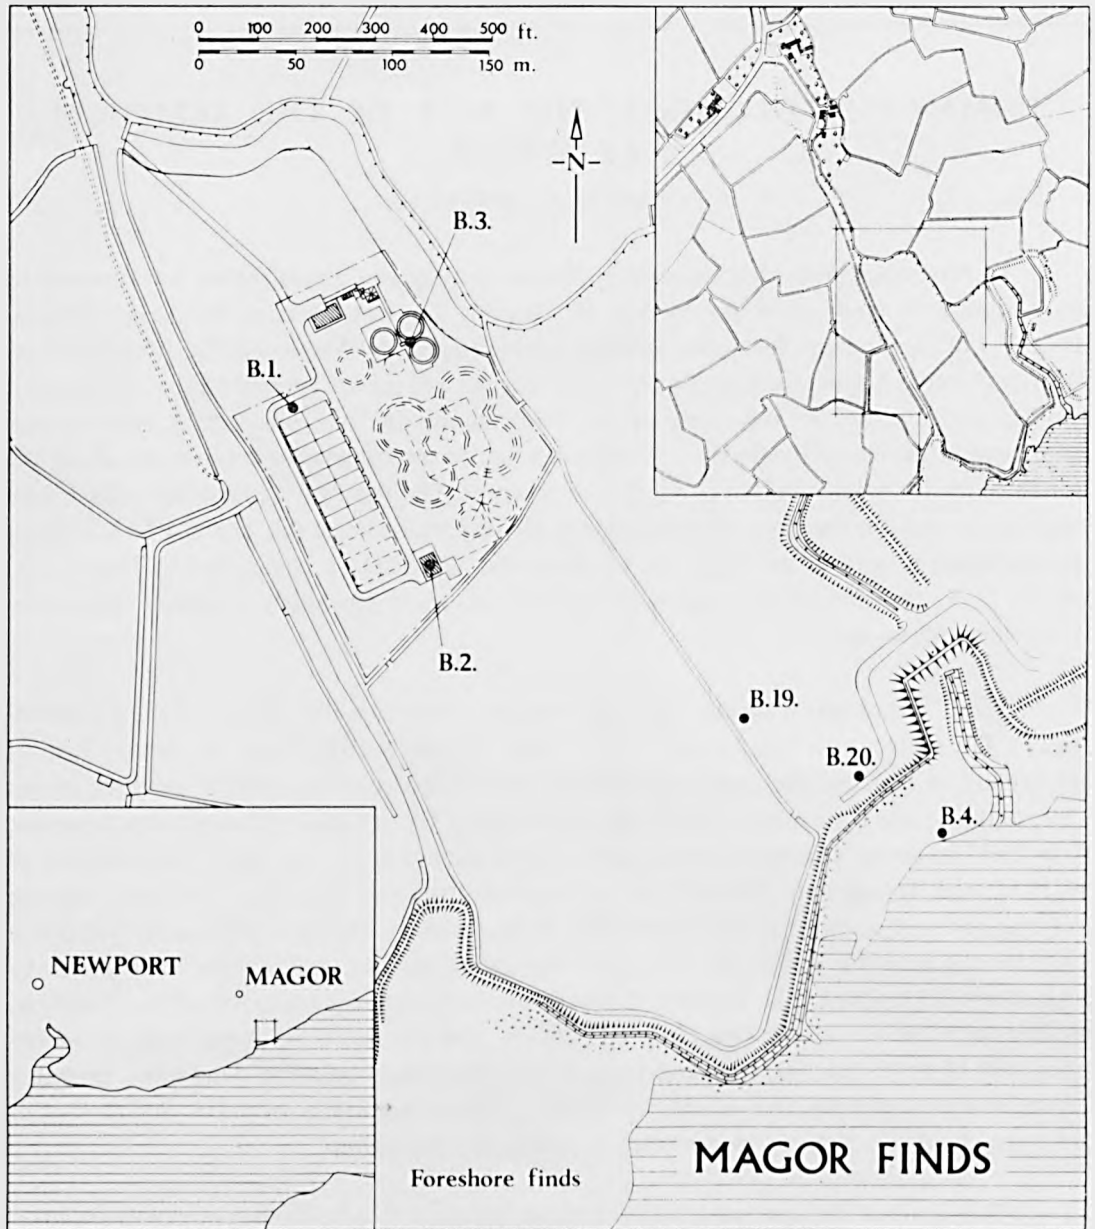 0 100 200 300 400 500 ft.
0 50 100 150 m.
N
B.3.
B.1.
B.2.
B.19.
B.20.
B.4.
NEWPORT
MAGOR
Foreshore finds
MAGOR FINDS